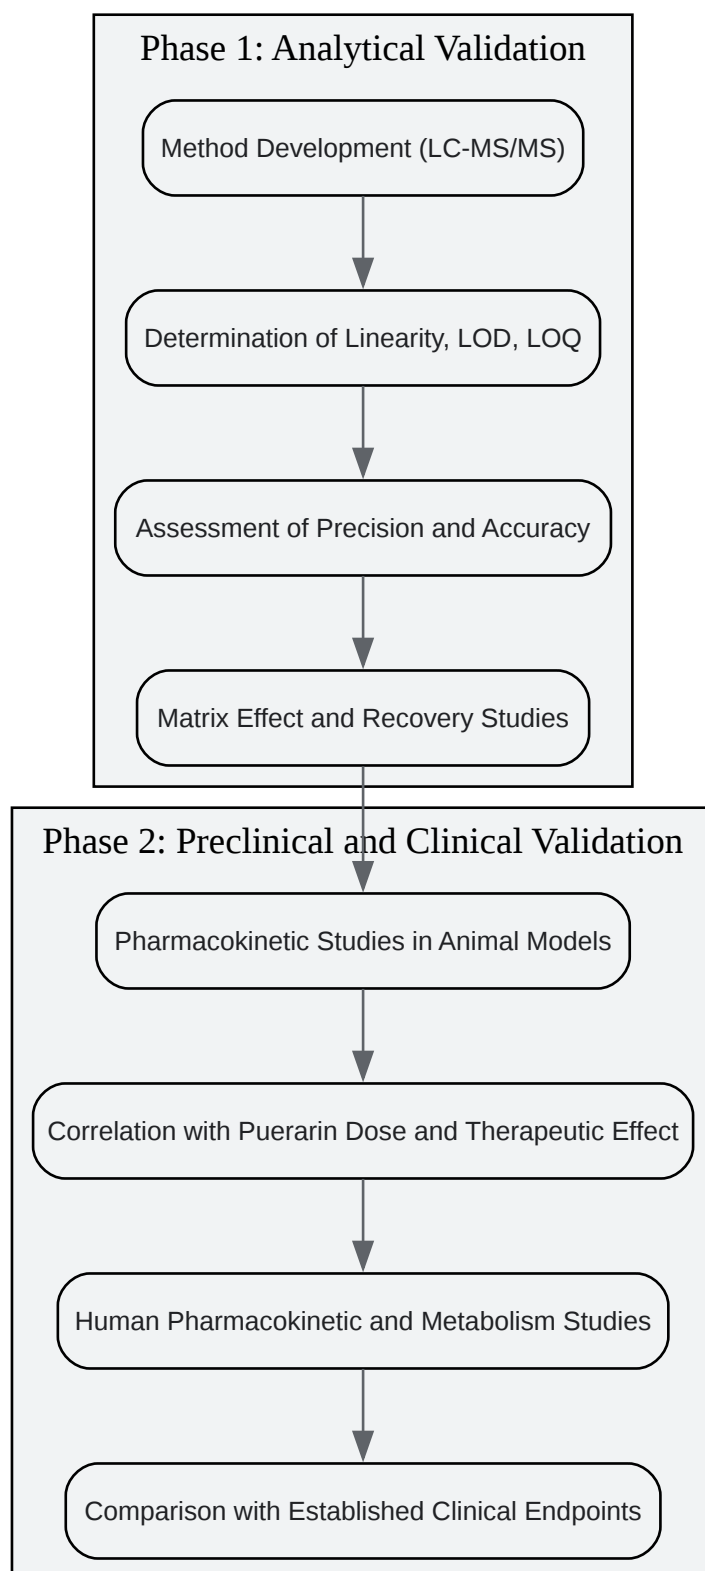 Phase 1: Analytical Validation
Method Development (LC-MS/MS)
Determination of Linearity, LOD, LOQ
Assessment of Precision and Accuracy
Matrix Effect and Recovery Studies
Phase 2: Preclinical and Clinical Validation
Pharmacokinetic Studies in Animal Models
Correlation with Puerarin Dose and Therapeutic Effect
Human Pharmacokinetic and Metabolism Studies
Comparison with Established Clinical Endpoints